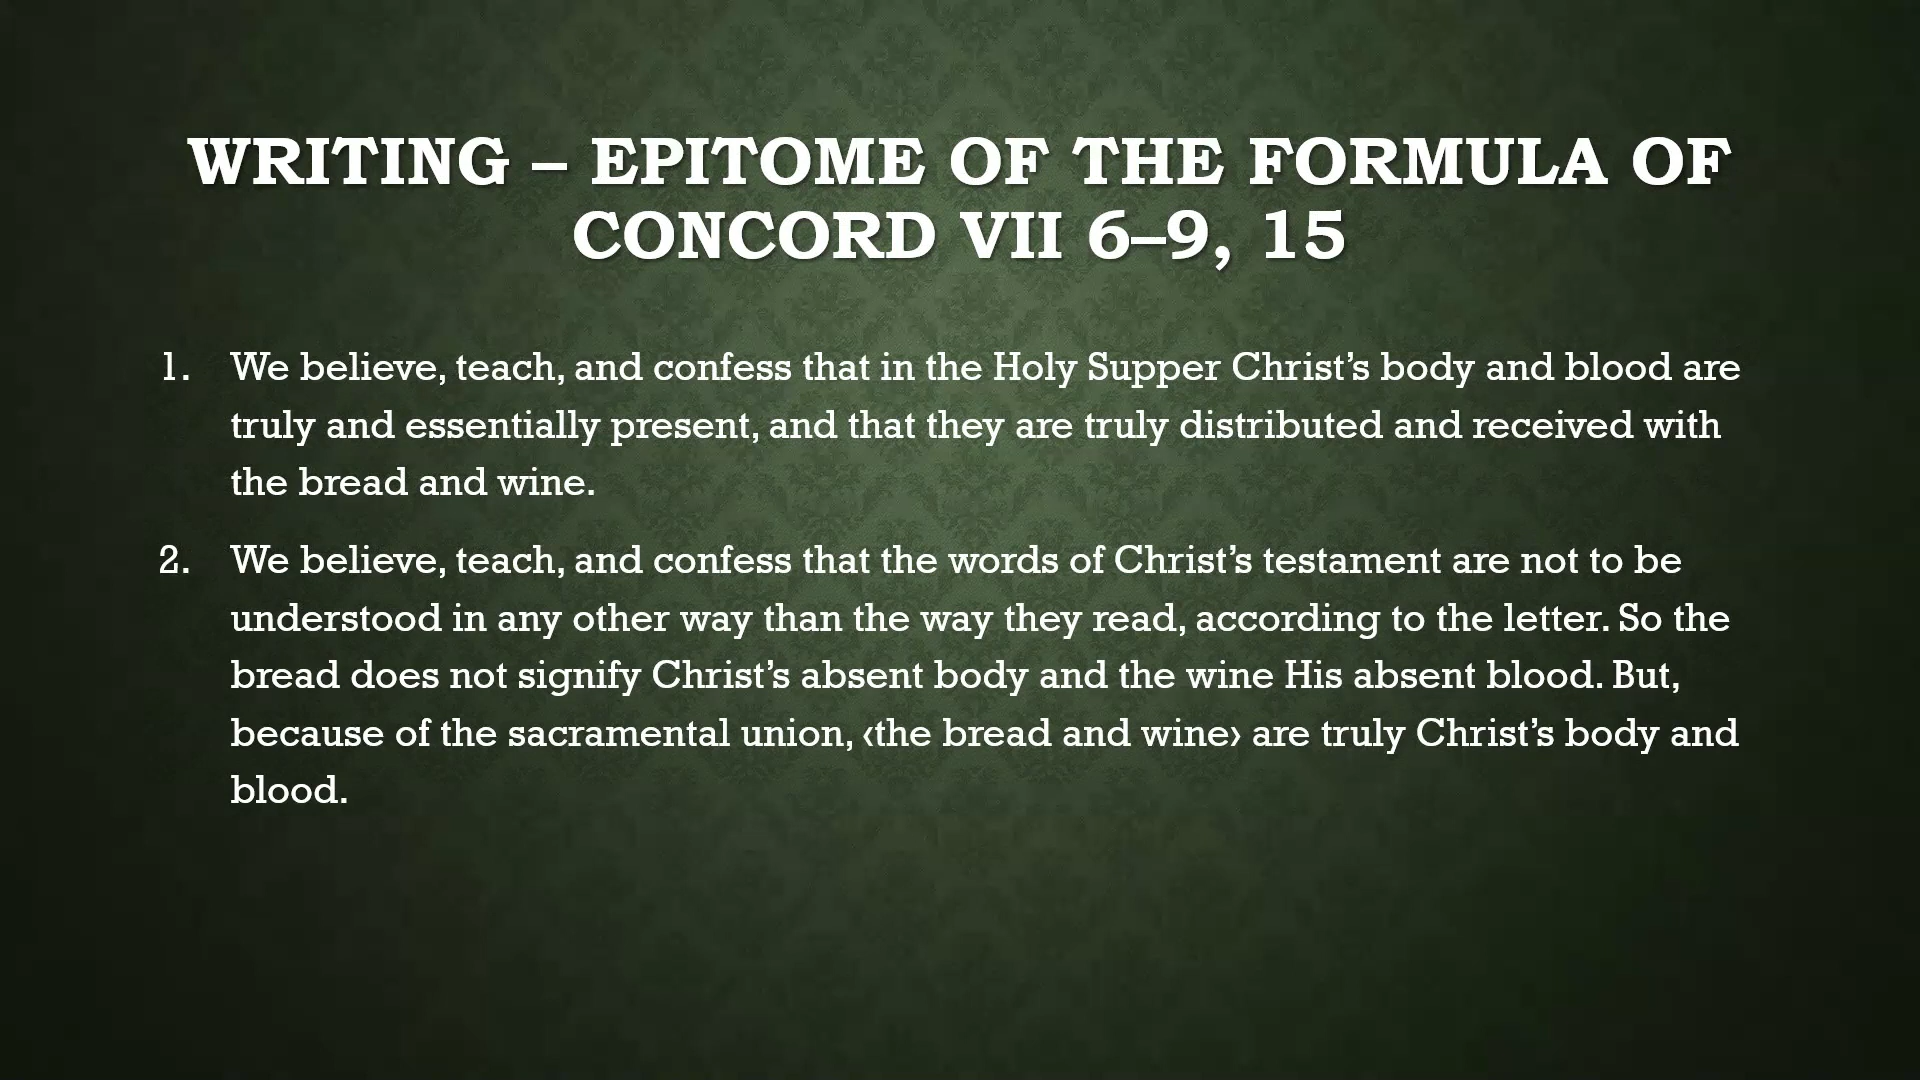 WRITING – EPITOME OF THE FORMULA OF
CONCORD VII 6–9, 15
1. We believe, teach, and confess that in the Holy Supper Christ’s body and blood are
truly and essentially present, and that they are truly distributed and received with
the bread and wine.
2. We believe, teach, and confess that the words of Christ’s testament are not to be
understood in any other way than the way they read, according to the letter. So the
bread does not signify Christ’s absent body and the wine His absent blood. But,
because of the sacramental union, ‹the bread and wine› are truly Christ’s body and
blood.